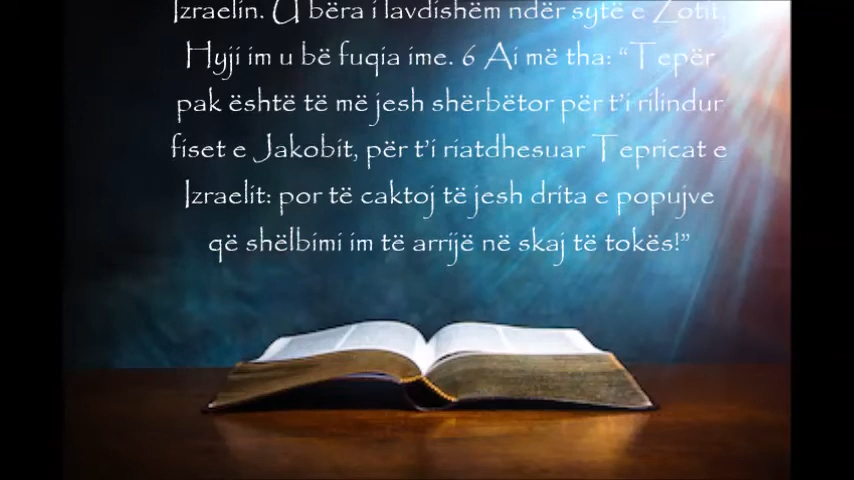 Izraelin. U bëra i lavdishëm ndër sytë e Zotit,
Hyji im u bë fuqia ime. 6 Ai më tha: “Tepër
pak është të më jesh shërbëtor për t’i rilindur
fiset e Jakobit, për t’i riatdhesuar Tepricat e
Izraelit: por të caktoj të jesh drita e popujve
që shëlbimi im të arrijë në skaj të tokës!”